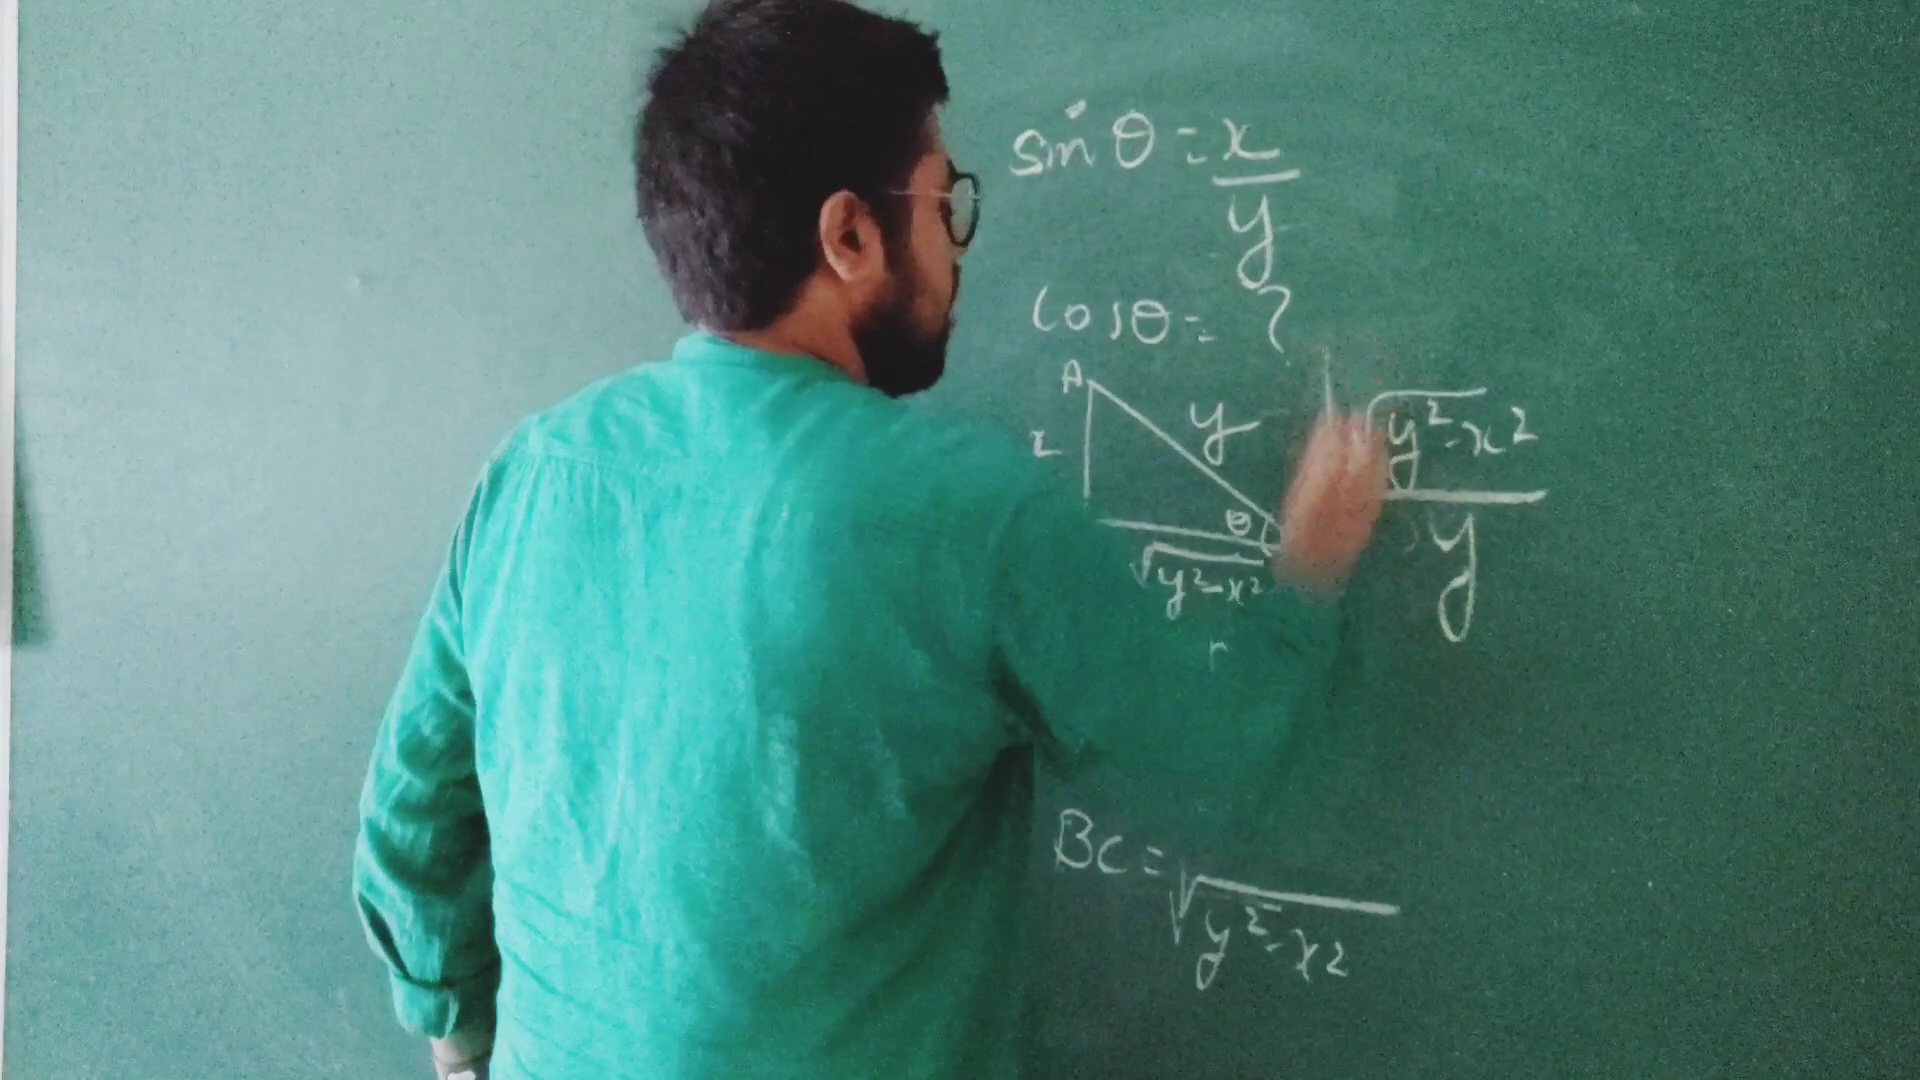 sin θ = x/y
cos θ = ?
A
y
x
θ
√y²-x²
√y²-x²/y
BC = √y²-x²